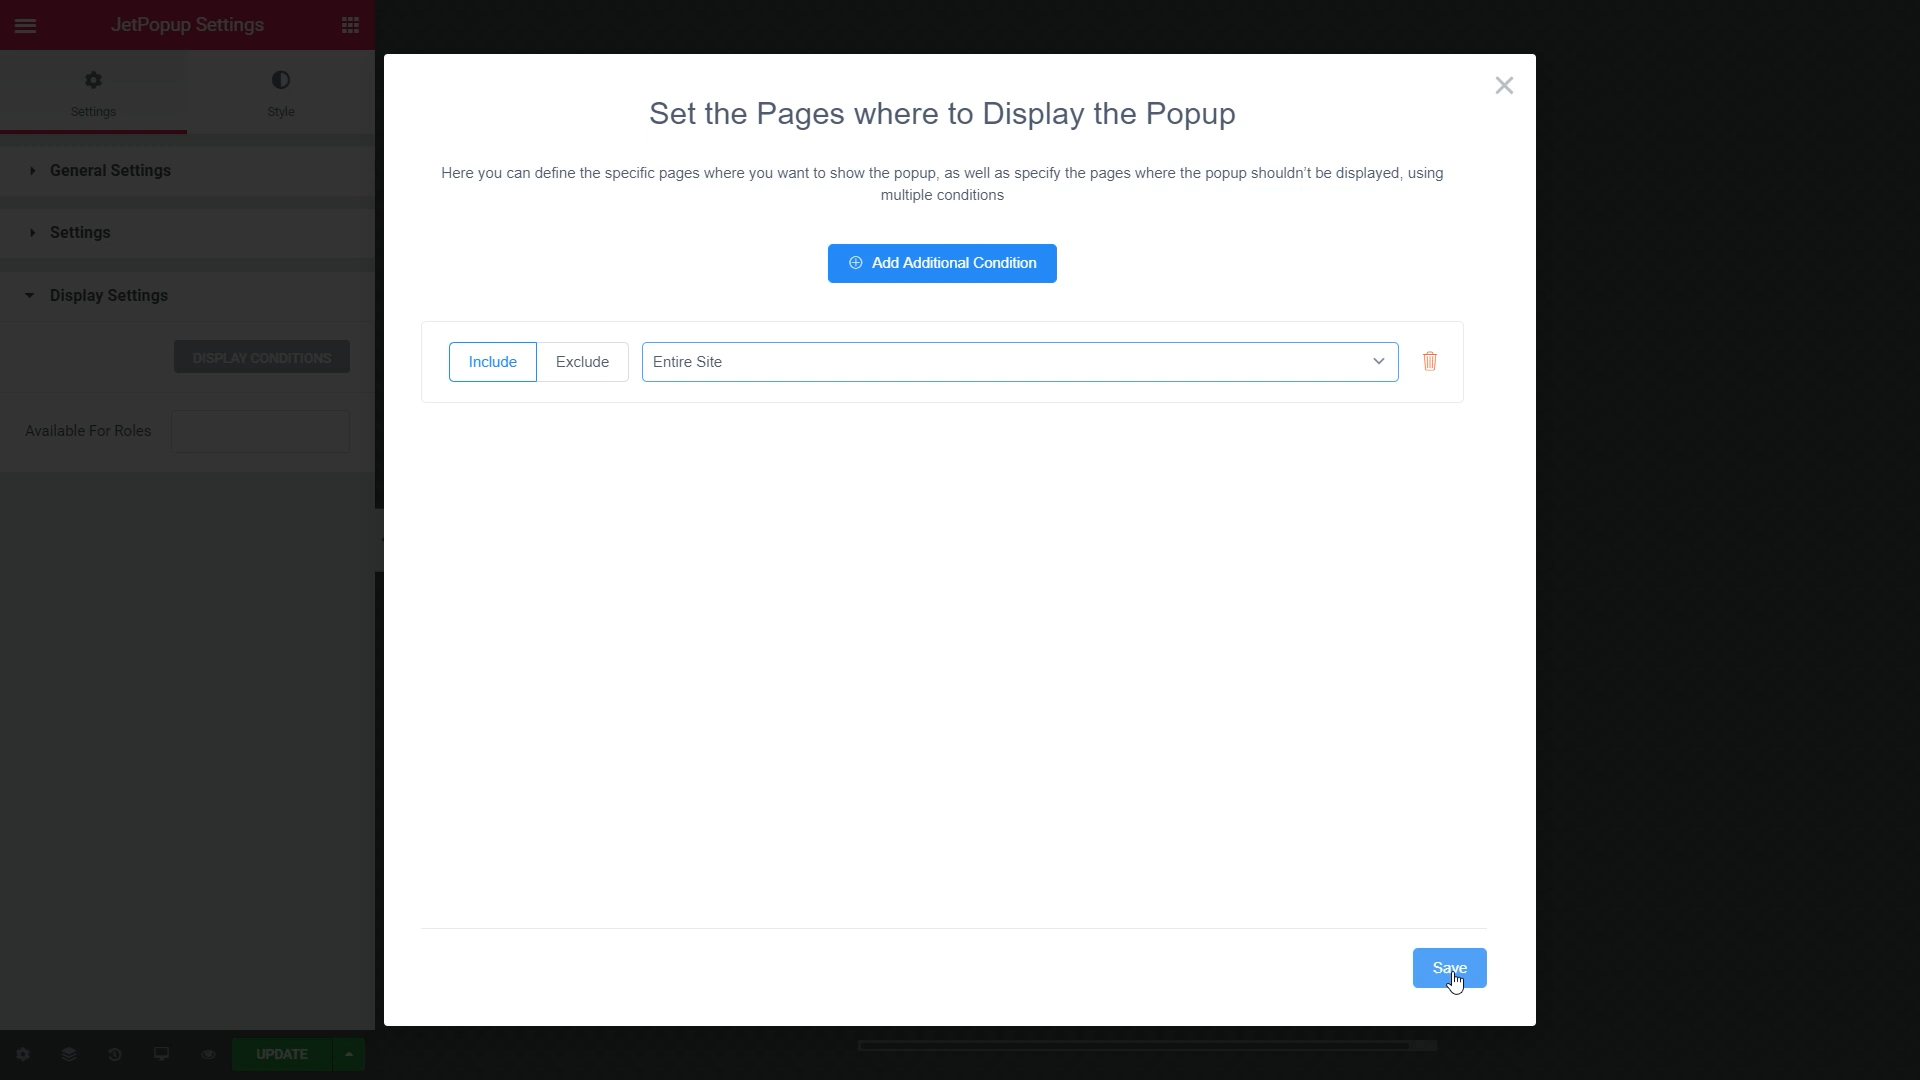 JetPopup Settings
Settings
Style
General Settings
Settings
Display Settings
DISPLAY CONDITIONS
Available For Roles
UPDATE
Set the Pages where to Display the Popup
Here you can define the specific pages where you want to show the popup, as well as specify the pages where the popup shouldn't be displayed, using
multiple conditions
Add Additional Condition
Include
Exclude
Entire Site
Save